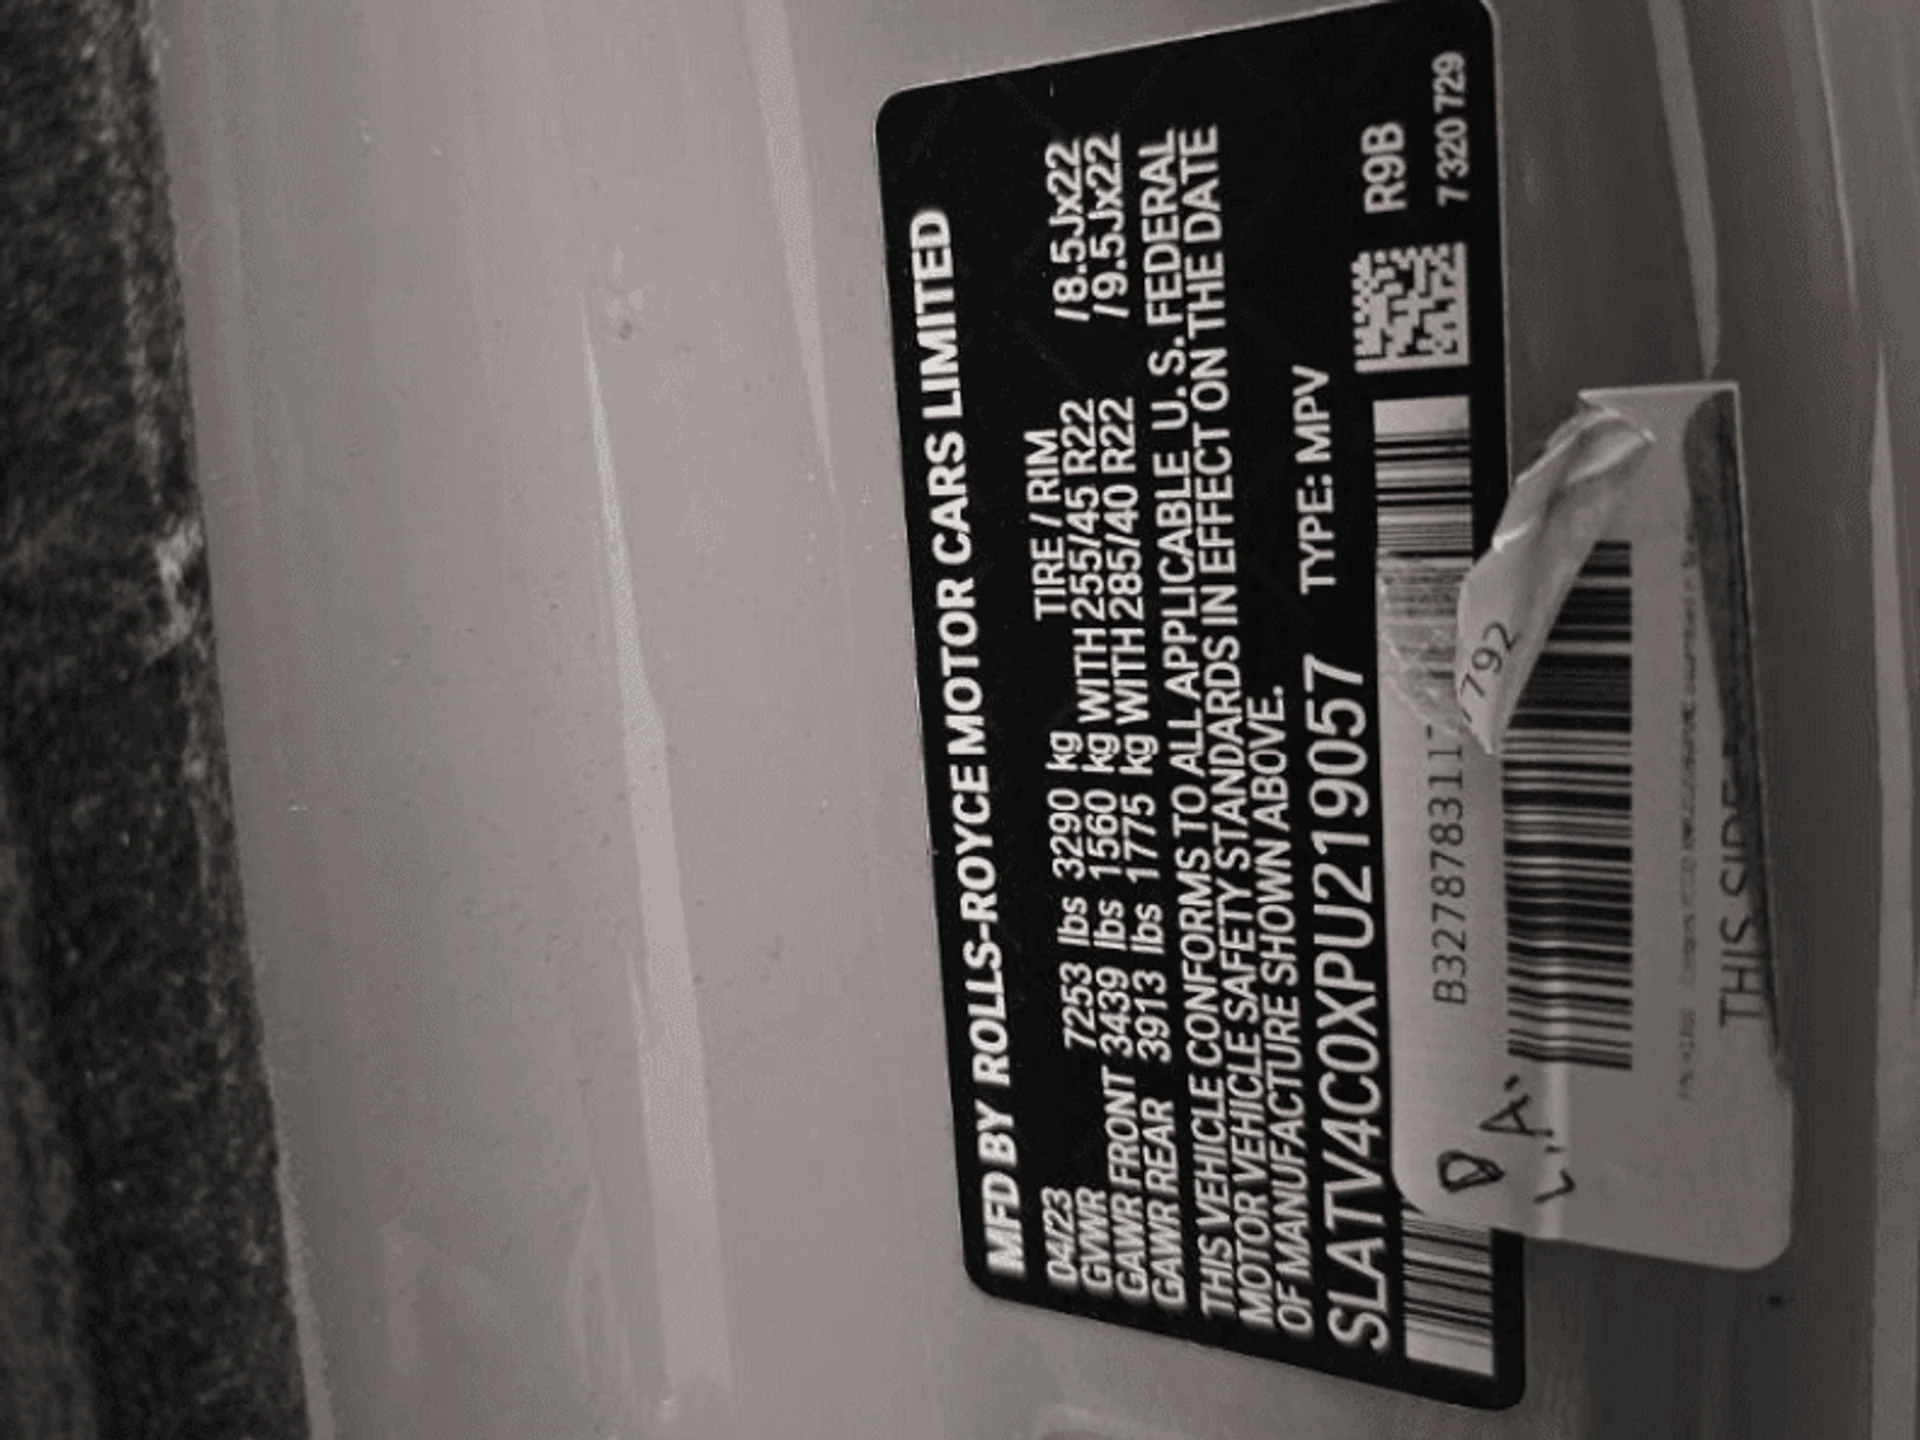 MFD BY ROLLS-ROYCE MOTOR CARS LIMITED
04/23 TIRE / RIM
GVWR 7253 lbs 3290 kg WITH 255/45 R22 / 8.5Jx22
GAWR FRONT 3439 lbs 1560 kg WITH 285/40 R22 / 9.5Jx22
GAWR REAR 3913 lbs 1775 kg
THIS VEHICLE CONFORMS TO ALL APPLICABLE U. S. FEDERAL
MOTOR VEHICLE SAFETY STANDARDS IN EFFECT ON THE DATE
OF MANUFACTURE SHOWN ABOVE.
SLATV4C0XPU219057 TYPE: MPV
R9B
7 320 729
B327878311
792
THIS SIDE